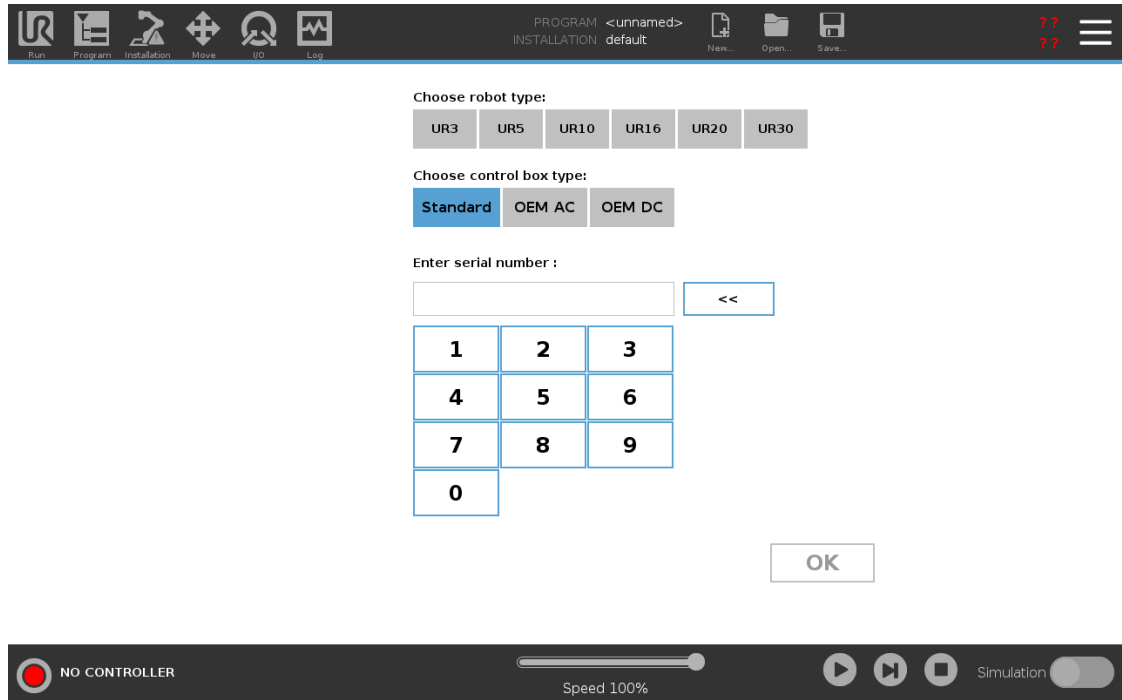 PROGRAM <unnamed>
INSTALLATION default
? ?
? ?
Run Program Installation Move I/O Log New... Open... Save...
Choose robot type:
UR3 UR5 UR10 UR16 UR20 UR30
Choose control box type:
Standard OEM AC OEM DC
Enter serial number :
<<
1 2 3
4 5 6
7 8 9
0
OK
NO CONTROLLER
Speed 100%
Simulation